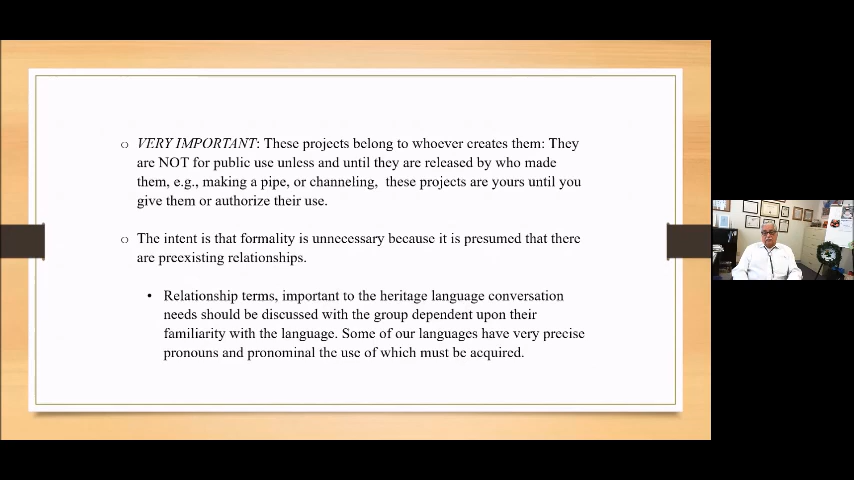 o VERY IMPORTANT: These projects belong to whoever creates them: They
are NOT for public use unless and until they are released by who made
them, e.g., making a pipe, or channeling, these projects are yours until you
give them or authorize their use.
o The intent is that formality is unnecessary because it is presumed that there
are preexisting relationships.
• Relationship terms, important to the heritage language conversation
needs should be discussed with the group dependent upon their
familiarity with the language. Some of our languages have very precise
pronouns and pronominal the use of which must be acquired.